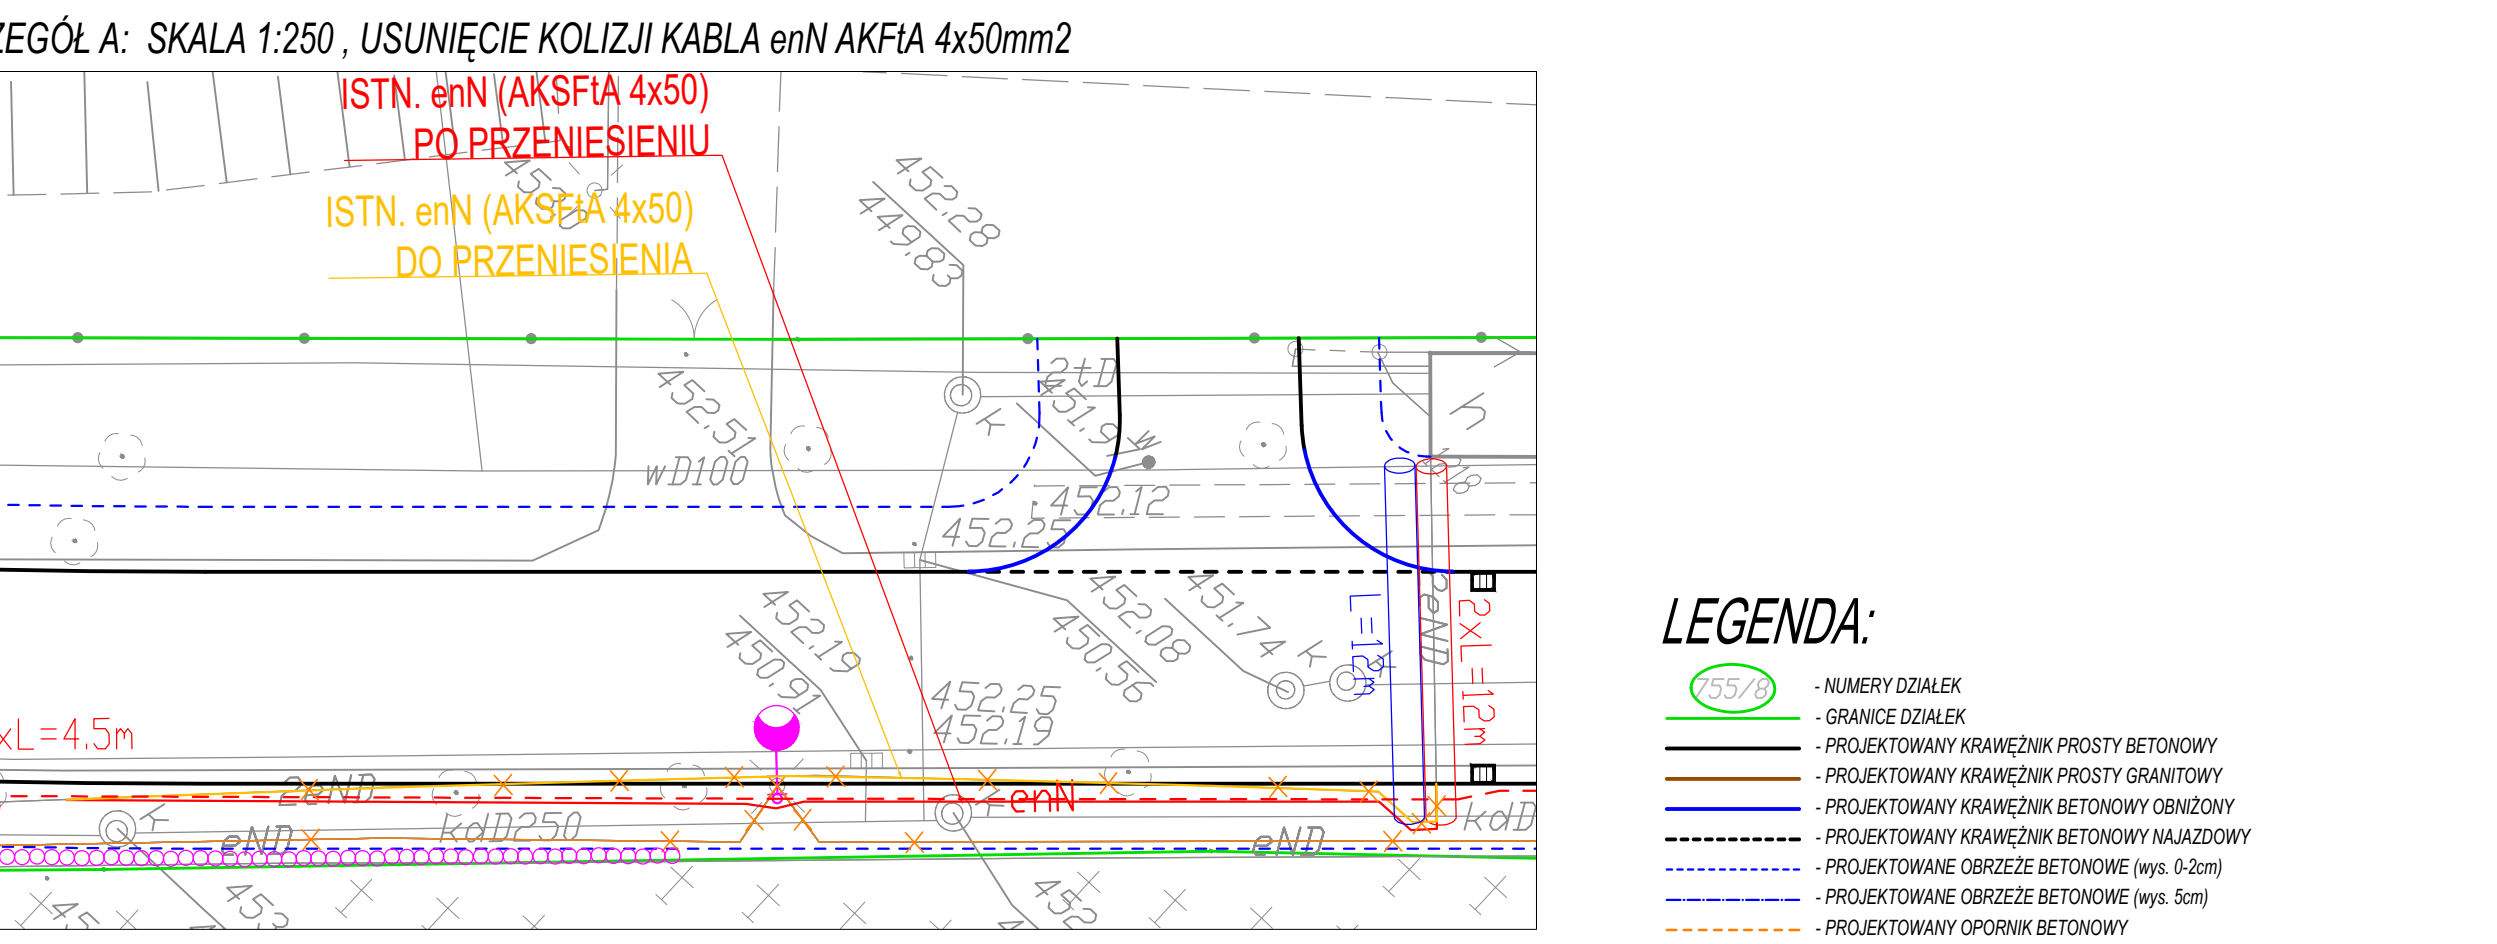 ZEGÓŁ A: SKALA 1:250 , USUNIĘCIE KOLIZJI KABLA enN AKFtA 4x50mm2
ISTN. enN (AKSFtA 4x50)
PO PRZENIESIENIU
ISTN. enN (AKSFtA 4x50)
DO PRZENIESIENIA
452,28
449,83
2tD
451,9
w
K
h
452,51
wD100
452,12
452,25
452,19
450,91
452,08
450,56
451,74
K
K
L=12m
eND
2xL=12m
452,25
452,19
xL=4,5m
2eND
enN
K
K
kdD250
kdD
eND
eND
LEGENDA:
755/8 - NUMERY DZIAŁEK
- GRANICE DZIAŁEK
- PROJEKTOWANY KRAWĘŻNIK PROSTY BETONOWY
- PROJEKTOWANY KRAWĘŻNIK PROSTY GRANITOWY
- PROJEKTOWANY KRAWĘŻNIK BETONOWY OBNIŻONY
- PROJEKTOWANY KRAWĘŻNIK BETONOWY NAJAZDOWY
- PROJEKTOWANE OBRZEŻE BETONOWE (wys. 0-2cm)
- PROJEKTOWANE OBRZEŻE BETONOWE (wys. 5cm)
- PROJEKTOWANY OPORNIK BETONOWY